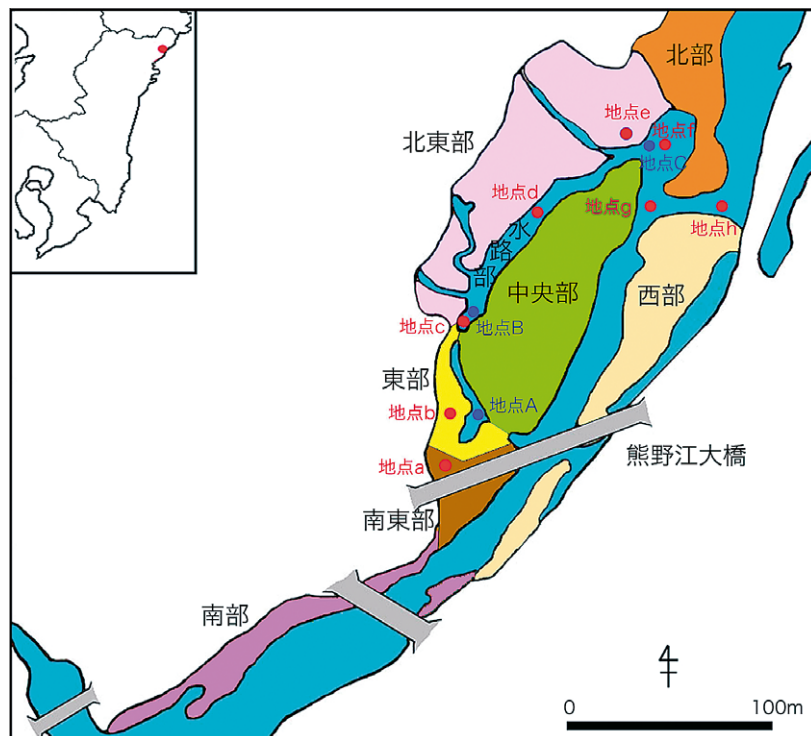 北部
地点e
地点f
地点C
北東部
地点d
地点g
地点h
水
路
部
中央部
西部
地点c
地点B
東部
地点b
地点A
熊野江大橋
地点a
南東部
南部
4
0
100m